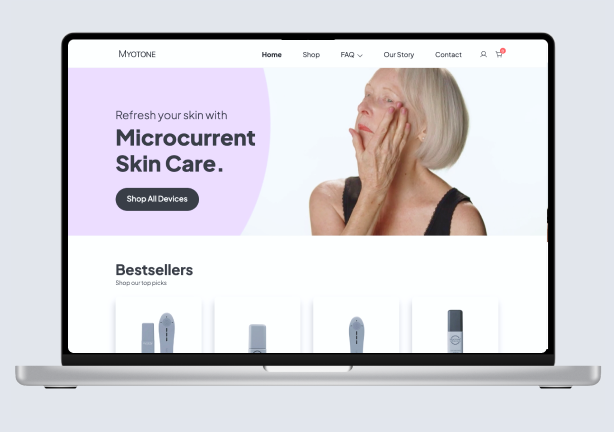 MYOTONE
Home Shop FAQ Our Story Contact
Refresh your skin with
Microcurrent
Skin Care.
Shop All Devices
Bestsellers
Shop our top picks